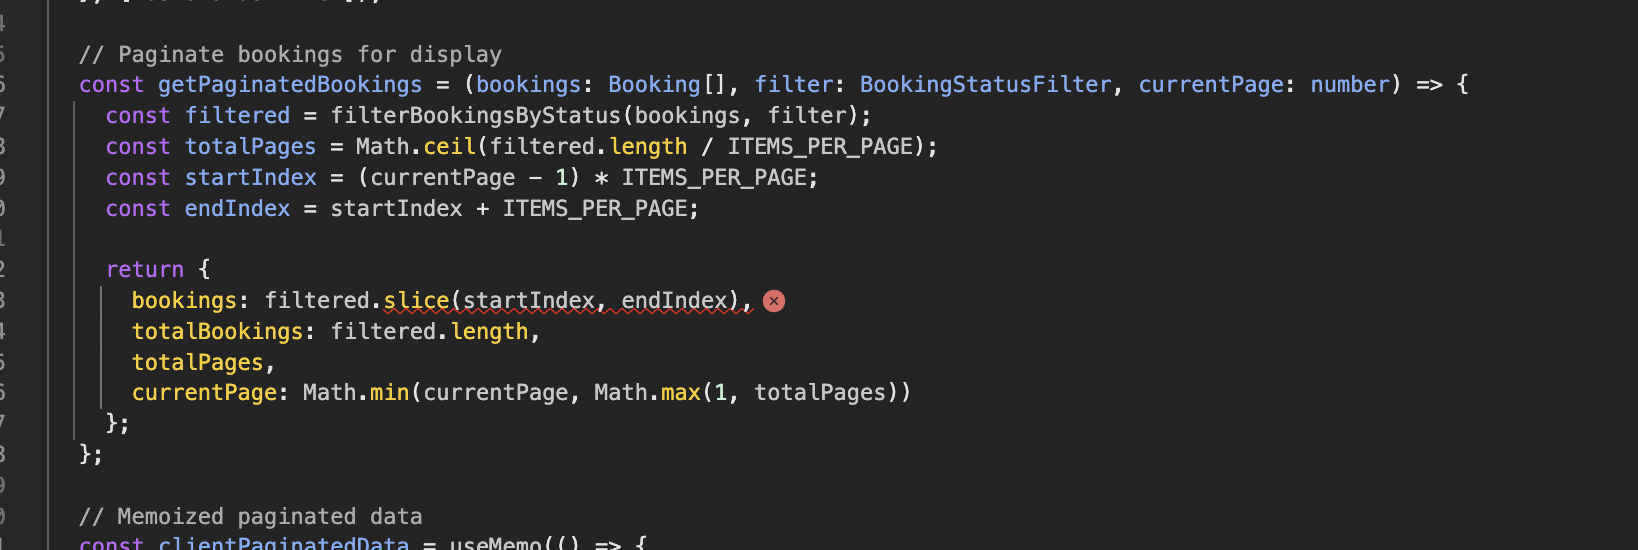 // Paginate bookings for display
const getPaginatedBookings = (bookings: Booking[], filter: BookingStatusFilter, currentPage: number) => {
const filtered = filterBookingsByStatus(bookings, filter);
const totalPages = Math.ceil(filtered.length / ITEMS_PER_PAGE);
const startIndex = (currentPage - 1) * ITEMS_PER_PAGE;
const endIndex = startIndex + ITEMS_PER_PAGE;
return {
bookings: filtered.slice(startIndex, endIndex),
totalBookings: filtered.length,
totalPages,
currentPage: Math.min(currentPage, Math.max(1, totalPages))
};
};
// Memoized paginated data
const clientPaginatedData = useMemo(() => {